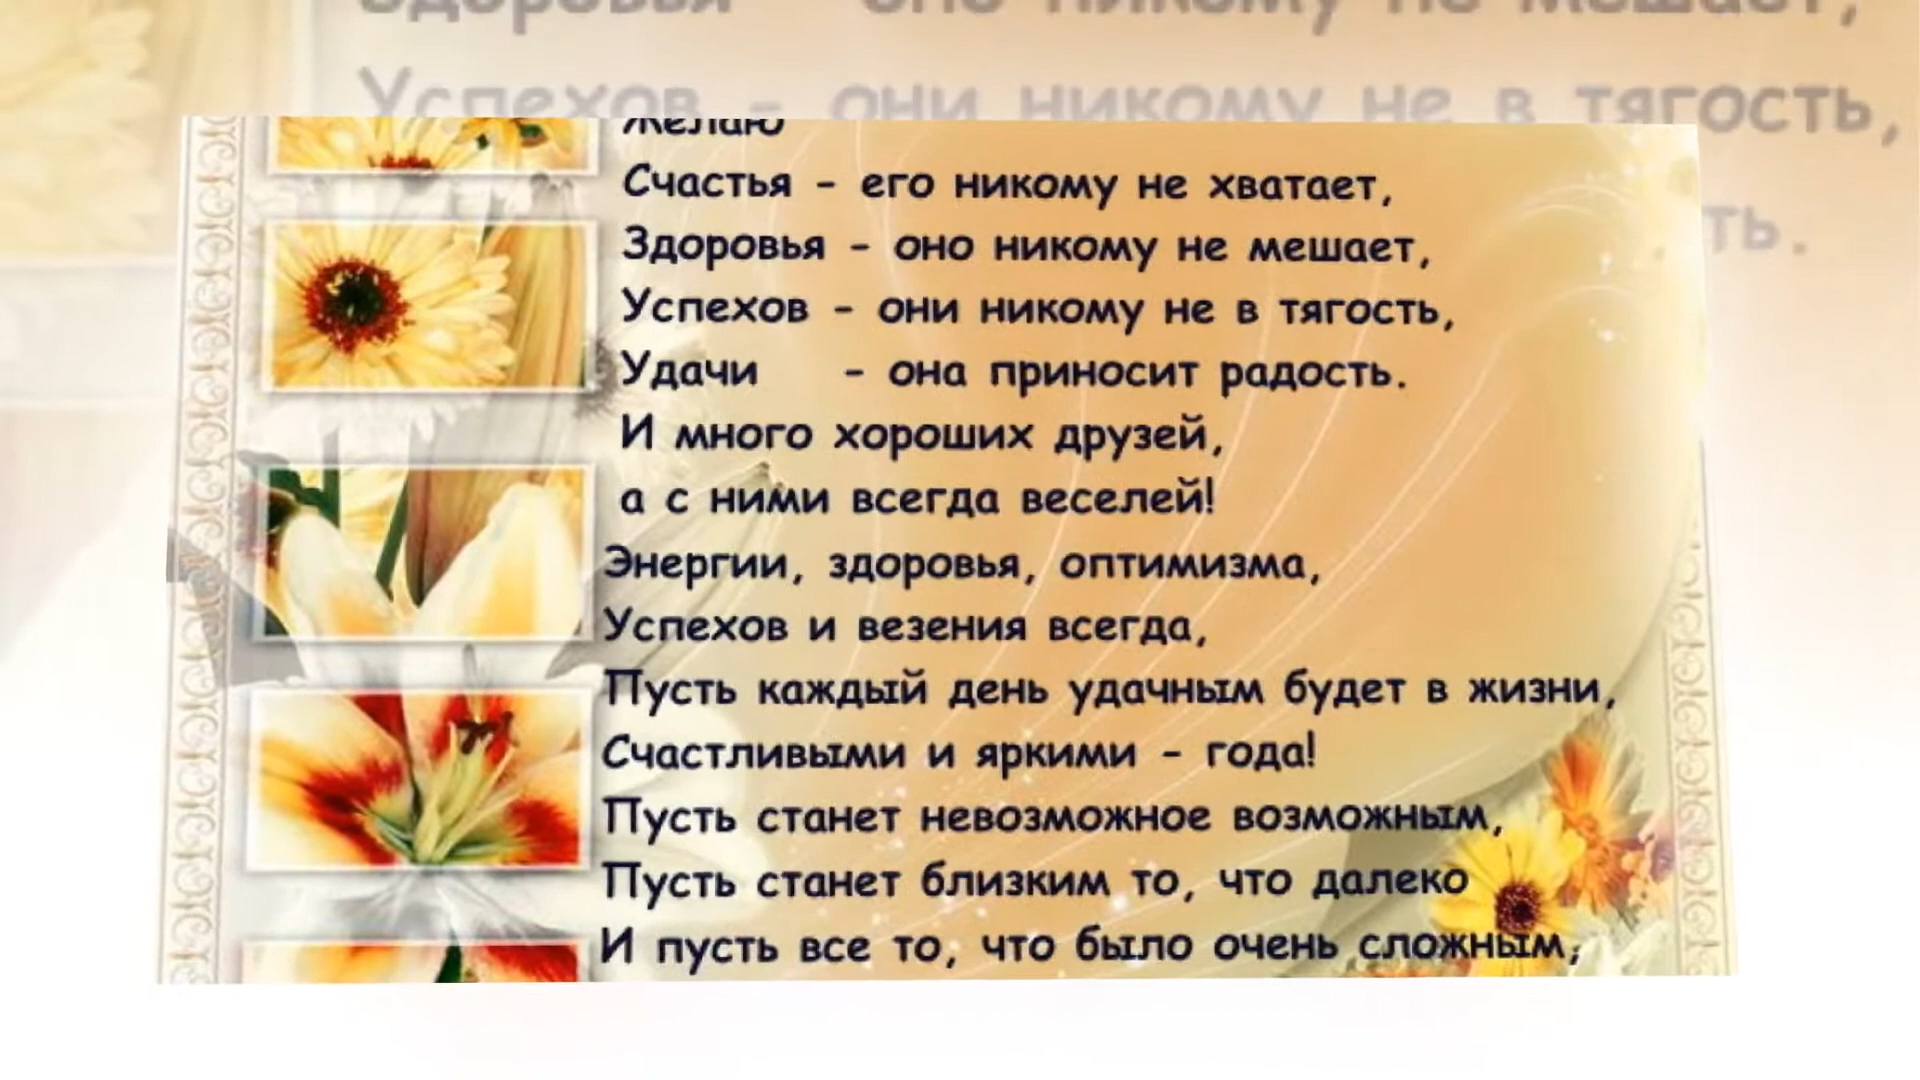 Здоровья - оно никому не мешает,
Успехов - они никому не в тягость,
ть.
Желаю
Счастья - его никому не хватает,
Здоровья - оно никому не мешает,
Успехов - они никому не в тягость,
Удачи - она приносит радость.
И много хороших друзей,
а с ними всегда веселей!
Энергии, здоровья, оптимизма,
Успехов и везения всегда,
Пусть каждый день удачным будет в жизни,
Счастливыми и яркими - года!
Пусть станет невозможное возможным,
Пусть станет близким то, что далеко
И пусть все то, что было очень сложным,